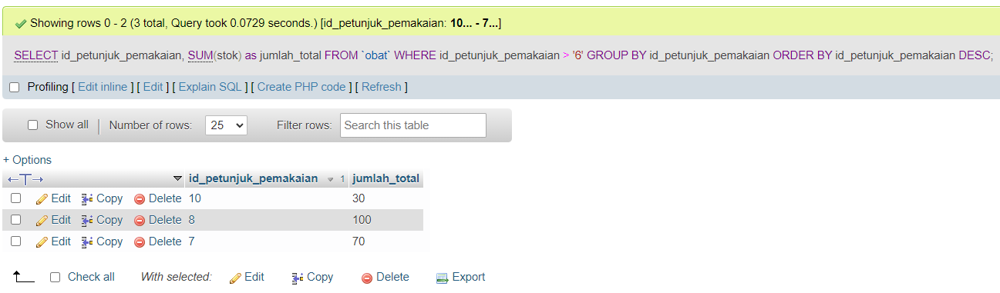 Showing rows 0 - 2 (3 total, Query took 0.0729 seconds.) [id_petunjuk_pemakaian: 10... - 7...]
SELECT id_petunjuk_pemakaian, SUM(stok) as jumlah_total FROM `obat` WHERE id_petunjuk_pemakaian > '6' GROUP BY id_petunjuk_pemakaian ORDER BY id_petunjuk_pemakaian DESC;
Profiling [ Edit inline ] [ Edit ] [ Explain SQL ] [ Create PHP code ] [ Refresh ]
Show all | Number of rows: 25 Filter rows: Search this table
+ Options
←T→ id_petunjuk_pemakaian 1 jumlah_total
Edit Copy Delete 10 30
Edit Copy Delete 8 100
Edit Copy Delete 7 70
Check all With selected: Edit Copy Delete Export